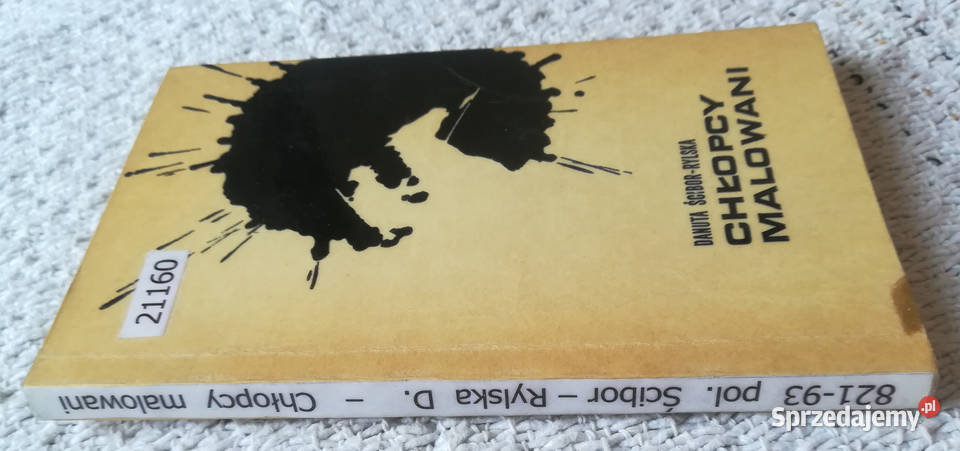 DANUTA ŚCIBOR-RYLSKA
CHŁOPCY
MALOWANI
21160
821-93 pol. Ścibor – Rylska D. – Chłopcy malowani
Sprzedajemy.pl